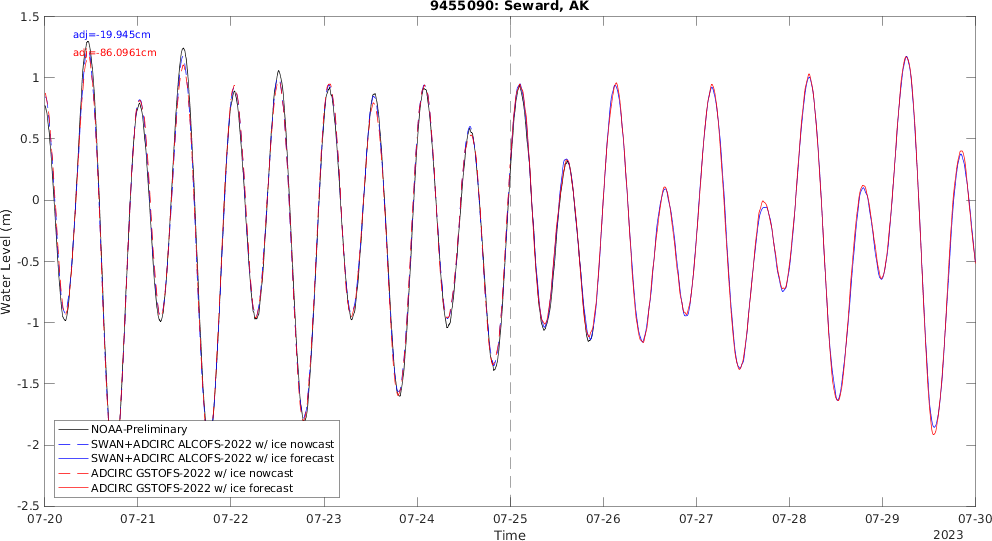 9455090: Seward, AK
adj=-19.945cm
adj=-86.0961cm
Water Level (m)
1.5
1
0.5
0
-0.5
-1
-1.5
-2
-2.5
NOAA-Preliminary
SWAN+ADCIRC ALCOFS-2022 w/ ice nowcast
SWAN+ADCIRC ALCOFS-2022 w/ ice forecast
ADCIRC GSTOFS-2022 w/ ice nowcast
ADCIRC GSTOFS-2022 w/ ice forecast
07-20 07-21 07-22 07-23 07-24 07-25 07-26 07-27 07-28 07-29 07-30
Time
2023